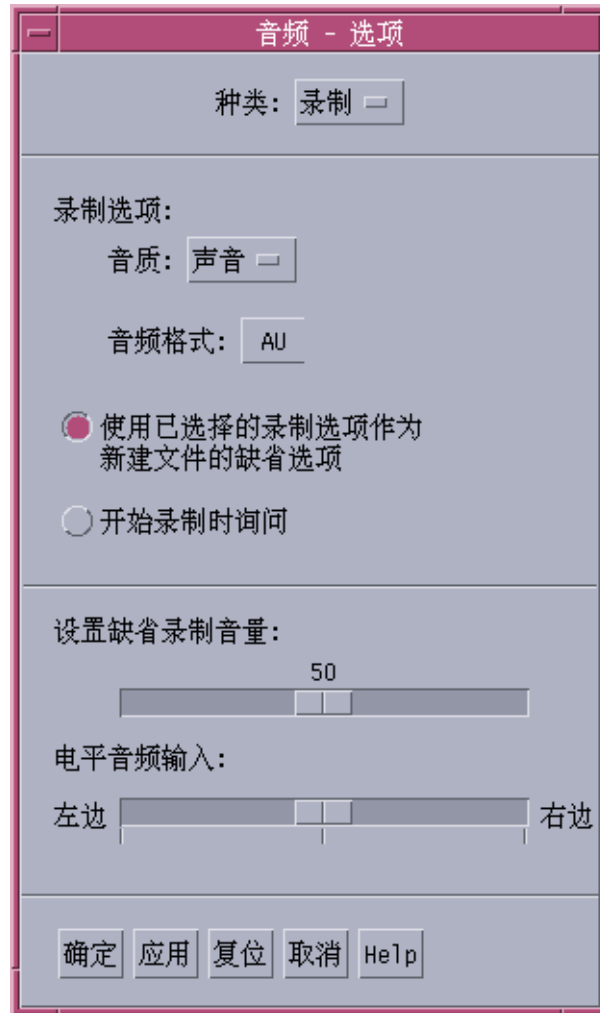 音频 - 选项
种类: 录制
录制选项:
音质: 声音
音频格式: AU
使用已选择的录制选项作为
新建文件的缺省选项
开始录制时询问
设置缺省录制音量:
50
电平音频输入:
左边 右边
确定 应用 复位 取消 Help